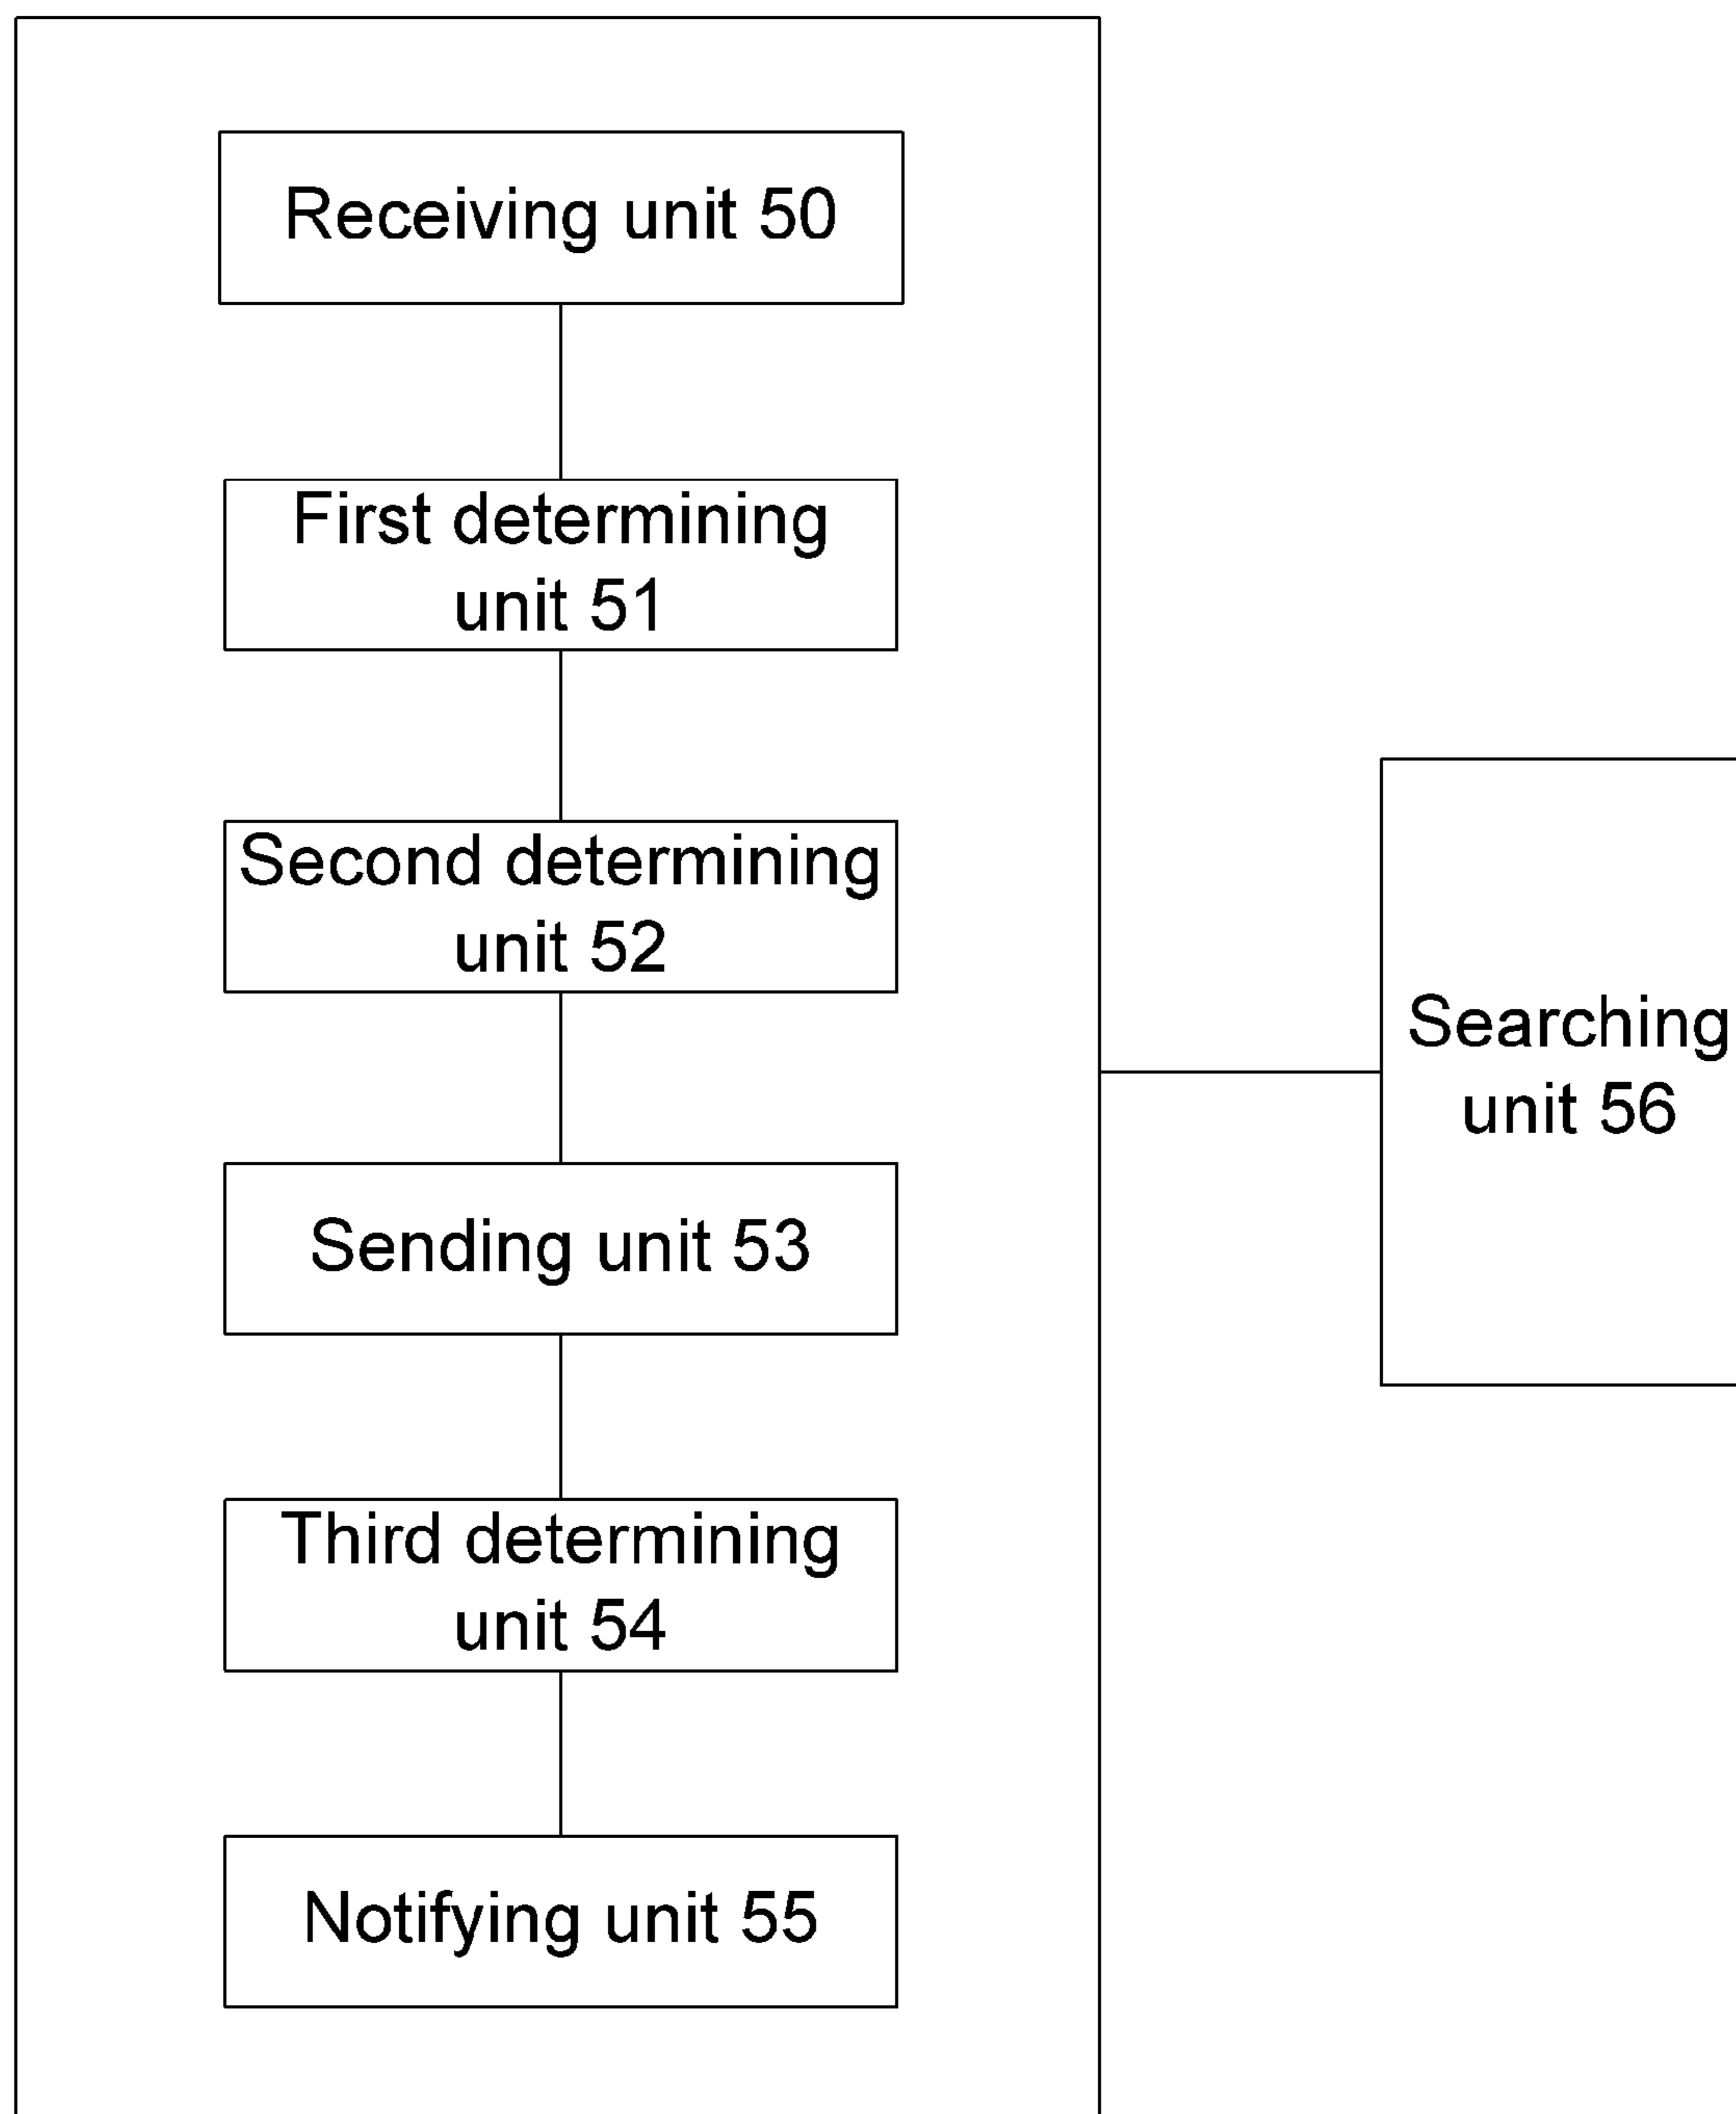 Receiving unit 50
First determining
unit 51
Second determining
unit 52
Sending unit 53
Third determining
unit 54
Notifying unit 55
Searching
unit 56